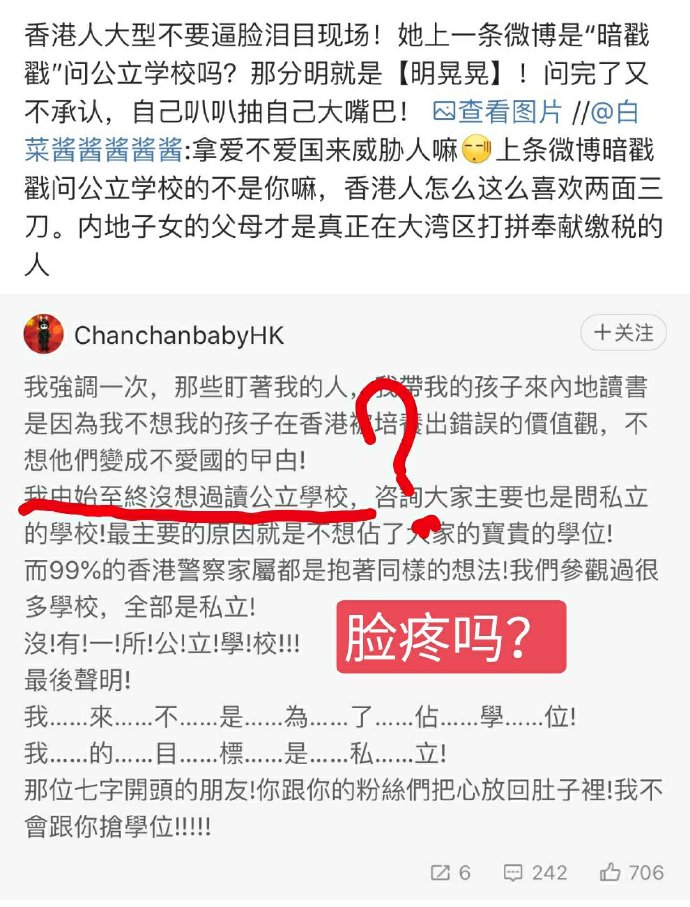 香港人大型不要逼脸泪目现场！她上一条微博是“暗戳
戳”问公立学校吗？那分明就是【明晃晃】！问完了又
不承认，自己叭叭抽自己大嘴巴！ 查看图片 //@白
菜酱酱酱酱酱:拿爱不爱国来威胁人嘛上条微博暗戳
戳问公立学校的不是你嘛，香港人怎么这么喜欢两面三
刀。内地子女的父母才是真正在大湾区打拼奉献缴税的
人
ChanchanbabyHK
＋关注
我強調一次，那些盯著我的人，我帶我的孩子來內地讀書
是因為我不想我的孩子在香港被培養出錯誤的價值觀，不
想他們變成不愛國的曱甴!
我由始至終沒想過讀公立學校，咨詢大家主要也是問私立
的學校!最主要的原因就是不想佔了大家的寶貴的學位!
而99%的香港警察家屬都是抱著同樣的想法!我們參觀過很
多學校，全部是私立!
沒!有!一!所!公!立!學!校!!!
脸疼吗？
最後聲明!
我......來......不......是......為......了......佔......學......位!
我......的......目......標......是......私......立!
那位七字開頭的朋友!你跟你的粉絲們把心放回肚子裡!我不
會跟你搶學位!!!!!
6 242 706